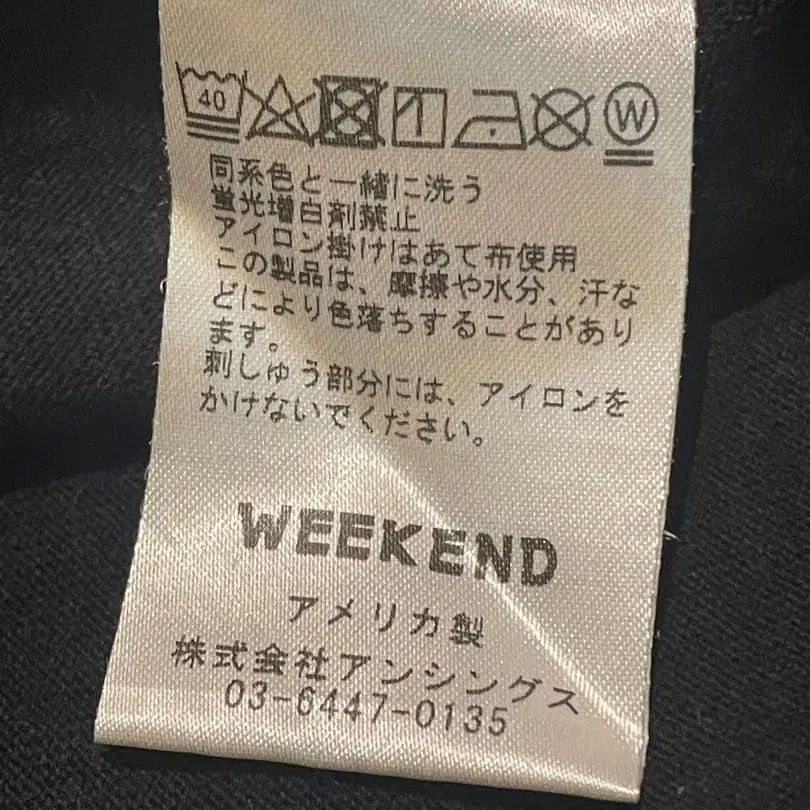 40 W
同系色と一緒に洗う
蛍光増白剤禁止
アイロン掛けはあて布使用
この製品は、摩擦や水分、汗な
どにより色落ちすることがあり
ます。
刺しゅう部分には、アイロンを
かけないでください。
WEEKEND
アメリカ製
株式会社アンシングス
03-6447-0135